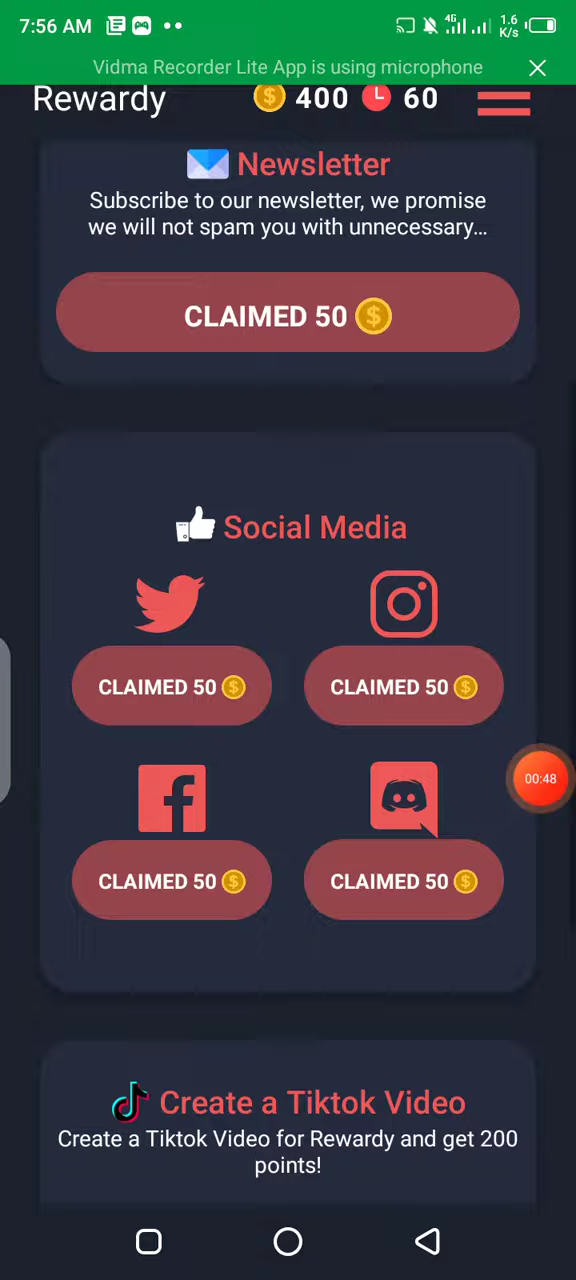 7:56 AM 4G 1.6 K/s
Vidma Recorder Lite App is using microphone
Rewardy 400 60
Newsletter
Subscribe to our newsletter, we promise
we will not spam you with unnecessary...
CLAIMED 50
Social Media
CLAIMED 50 CLAIMED 50
00:48
CLAIMED 50 CLAIMED 50
Create a Tiktok Video
Create a Tiktok Video for Rewardy and get 200
points!